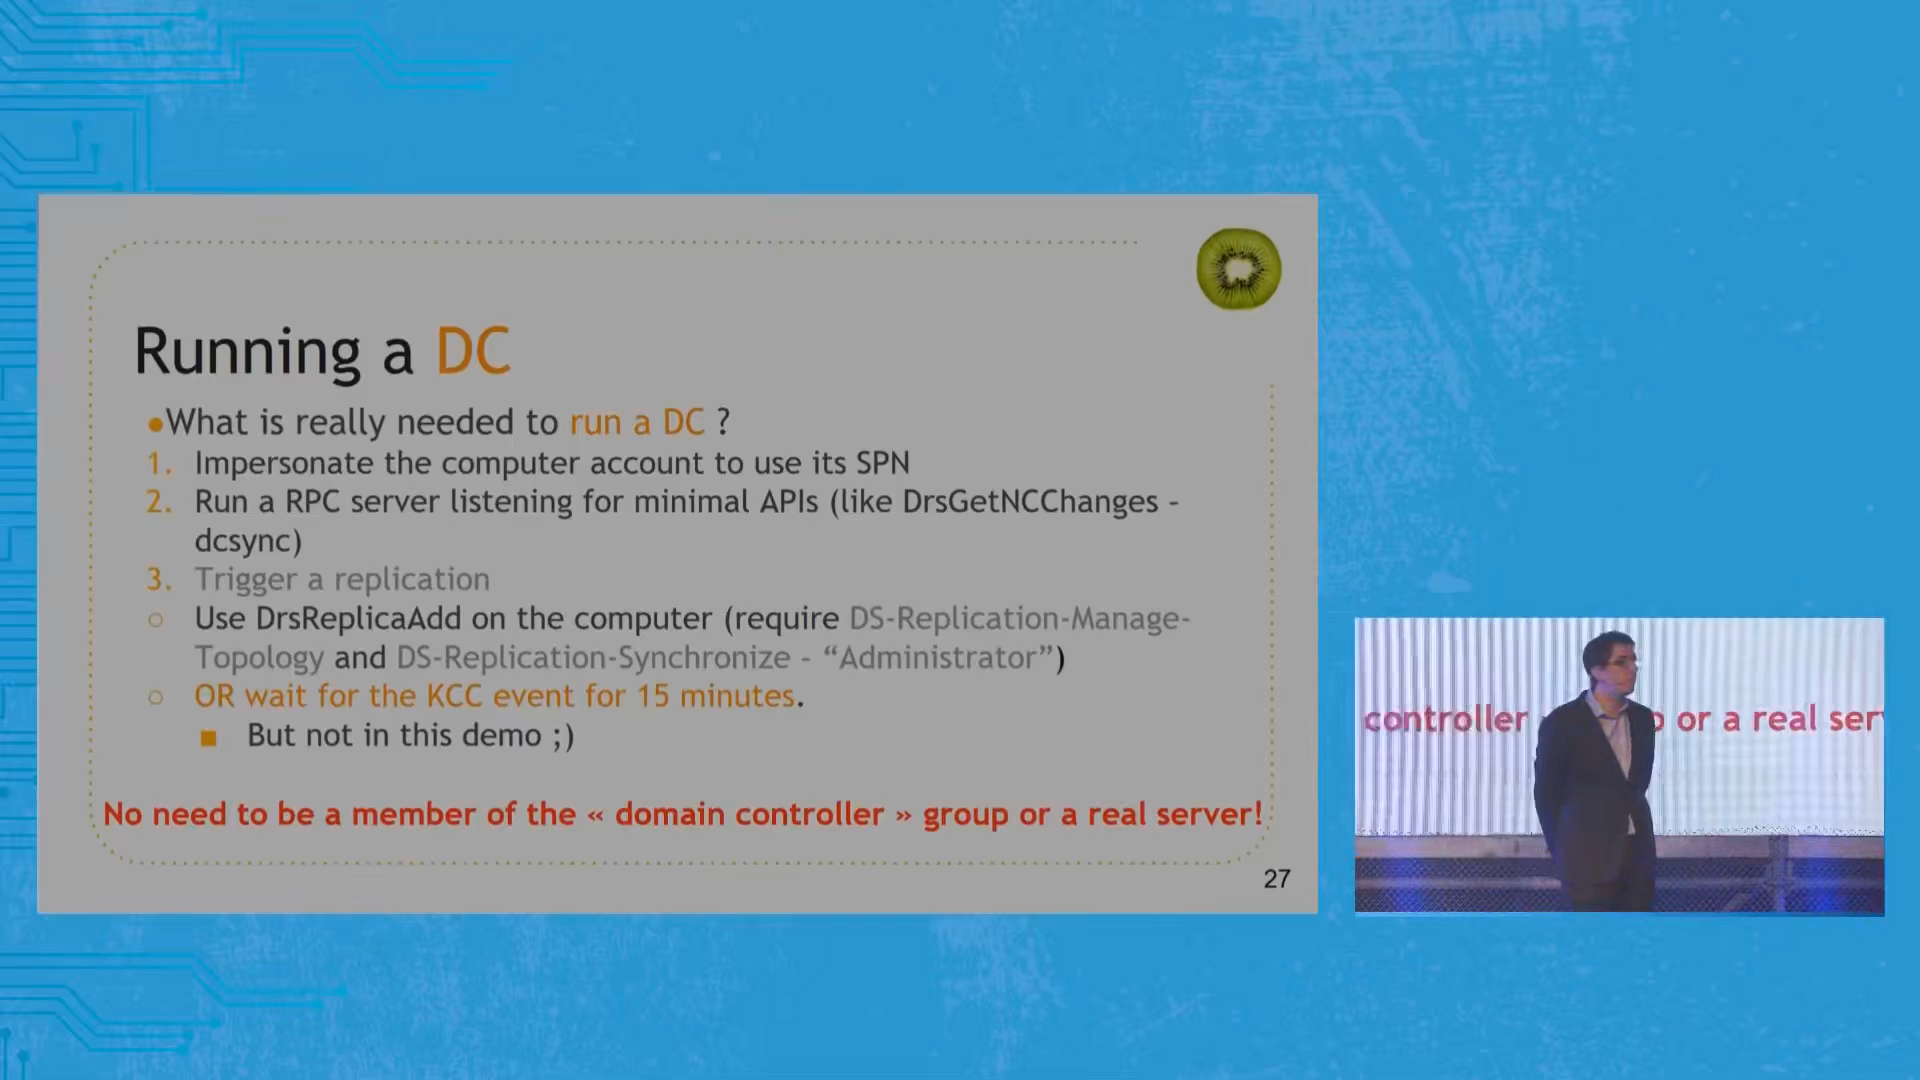 Running a DC
●What is really needed to run a DC ?
1. Impersonate the computer account to use its SPN
2. Run a RPC server listening for minimal APIs (like DrsGetNCChanges –
dcsync)
3. Trigger a replication
○ Use DrsReplicaAdd on the computer (require DS-Replication-Manage-
Topology and DS-Replication-Synchronize – “Administrator”)
○ OR wait for the KCC event for 15 minutes.
■ But not in this demo ;)
No need to be a member of the « domain controller » group or a real server!
27
controller or a real